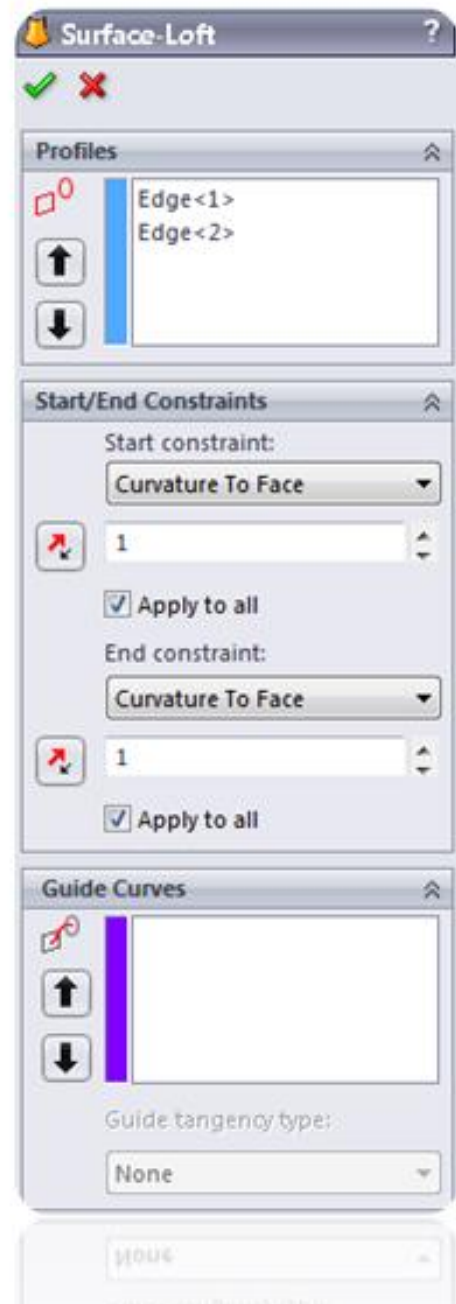 Surface-Loft ?
Profiles
Edge<1>
Edge<2>
Start/End Constraints
Start constraint:
Curvature To Face
1
Apply to all
End constraint:
Curvature To Face
1
Apply to all
Guide Curves
Guide tangency type:
None
None